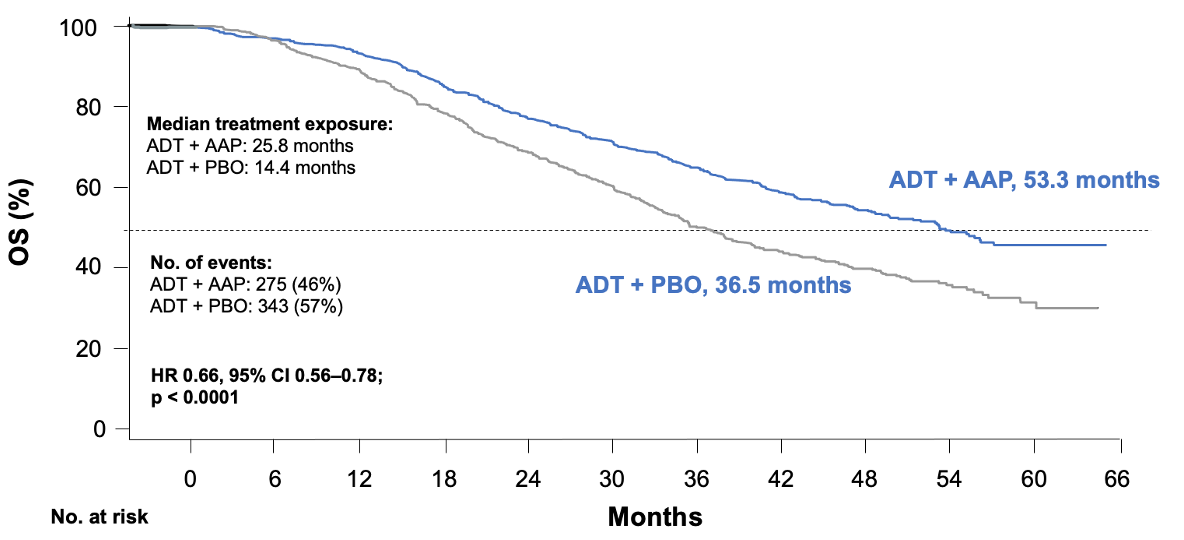 100
80
60
40
20
0
OS (%)
Median treatment exposure:
ADT + AAP: 25.8 months
ADT + PBO: 14.4 months
ADT + AAP, 53.3 months
No. of events:
ADT + AAP: 275 (46%)
ADT + PBO: 343 (57%)
ADT + PBO, 36.5 months
HR 0.66, 95% CI 0.56–0.78;
p < 0.0001
0 6 12 18 24 30 36 42 48 54 60 66
No. at risk
Months